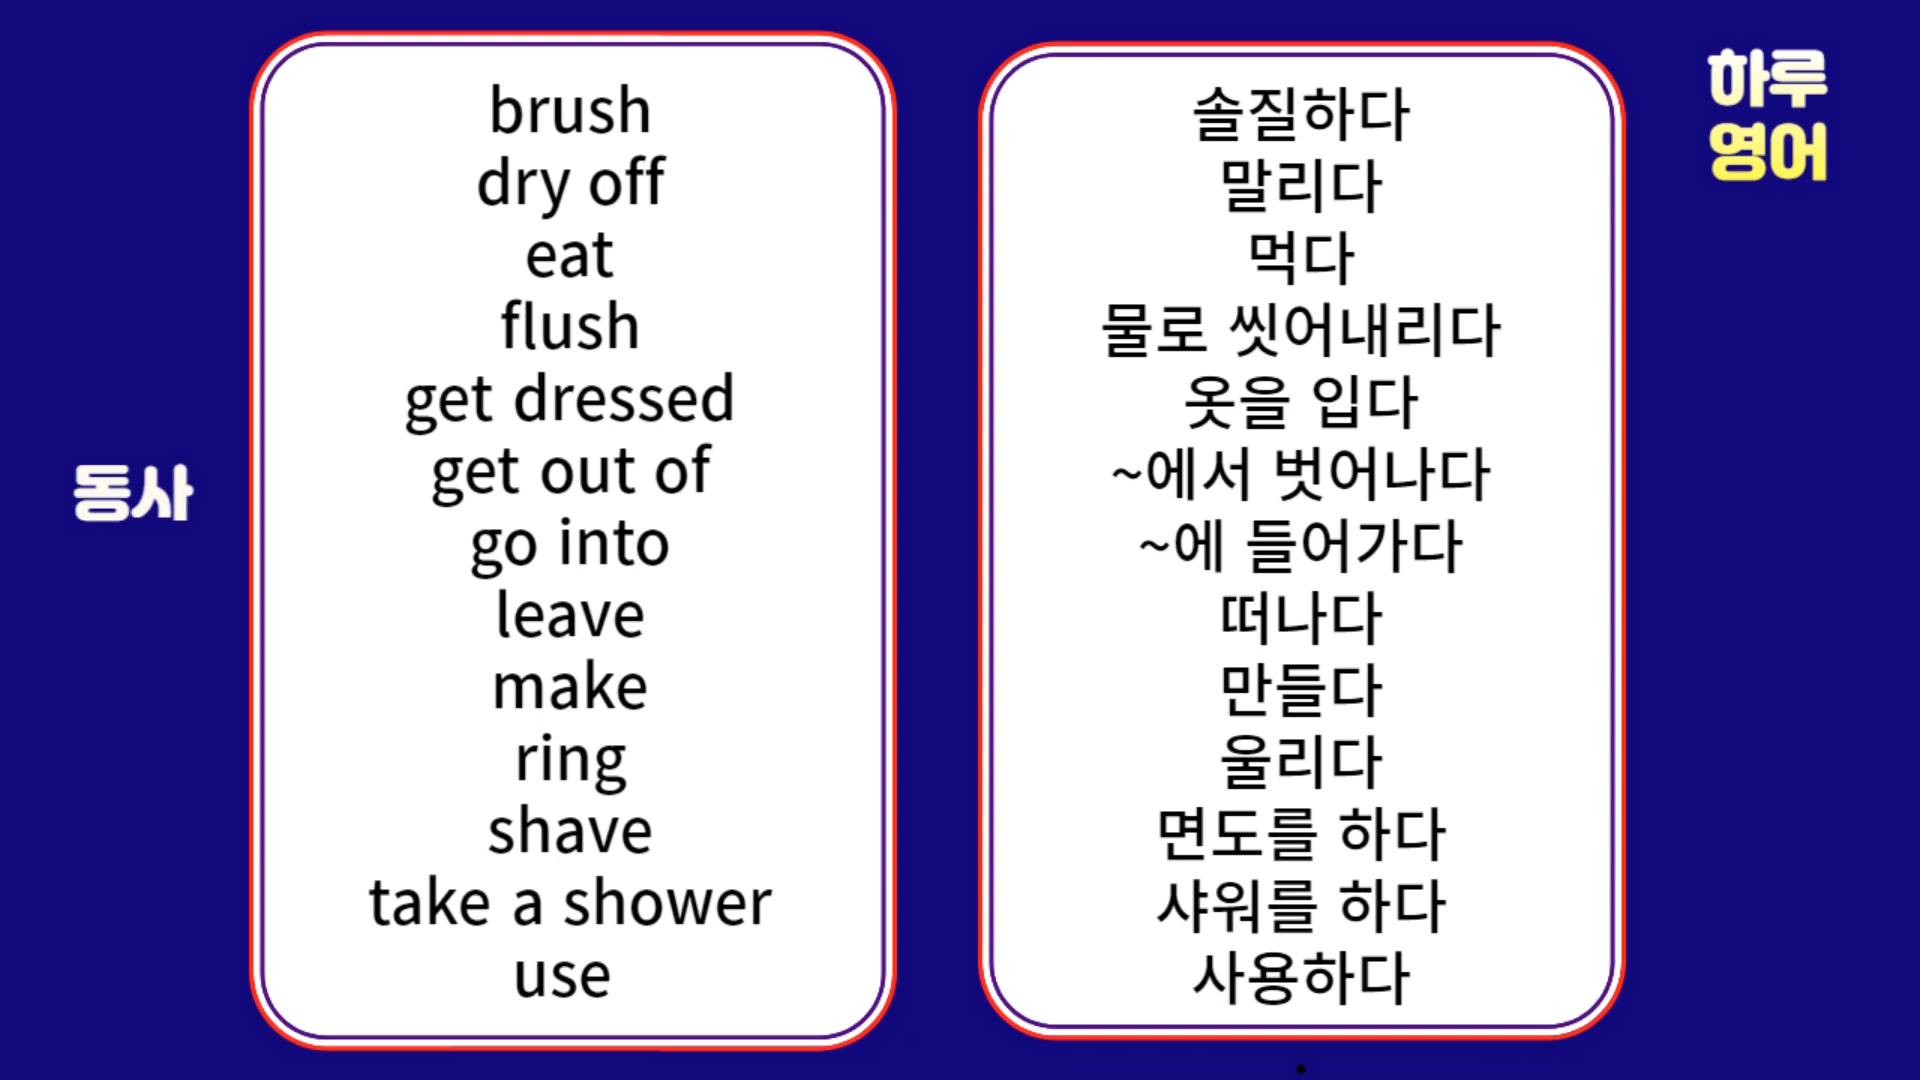 동사
brush
dry off
eat
flush
get dressed
get out of
go into
leave
make
ring
shave
take a shower
use
솔질하다
말리다
먹다
물로 씻어내리다
옷을 입다
~에서 벗어나다
~에 들어가다
떠나다
만들다
울리다
면도를 하다
샤워를 하다
사용하다
하루
영어